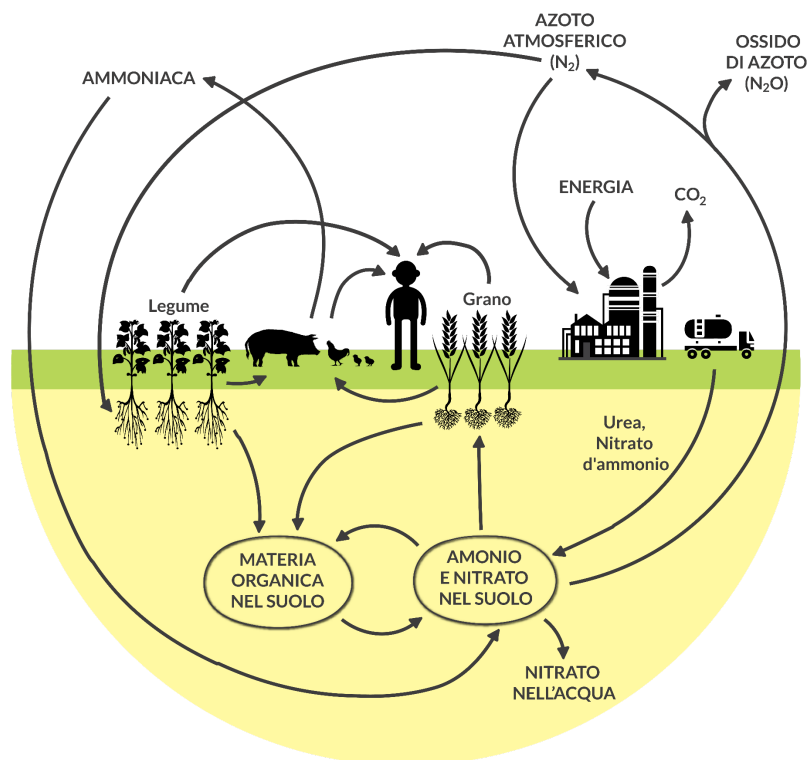 AZOTO
ATMOSFERICO
(N₂)
OSSIDO
DI AZOTO
(N₂O)
AMMONIACA
ENERGIA
CO₂
Legume
Grano
Urea,
Nitrato
d'ammonio
MATERIA
ORGANICA
NEL SUOLO
AMONIO
E NITRATO
NEL SUOLO
NITRATO
NELL'ACQUA